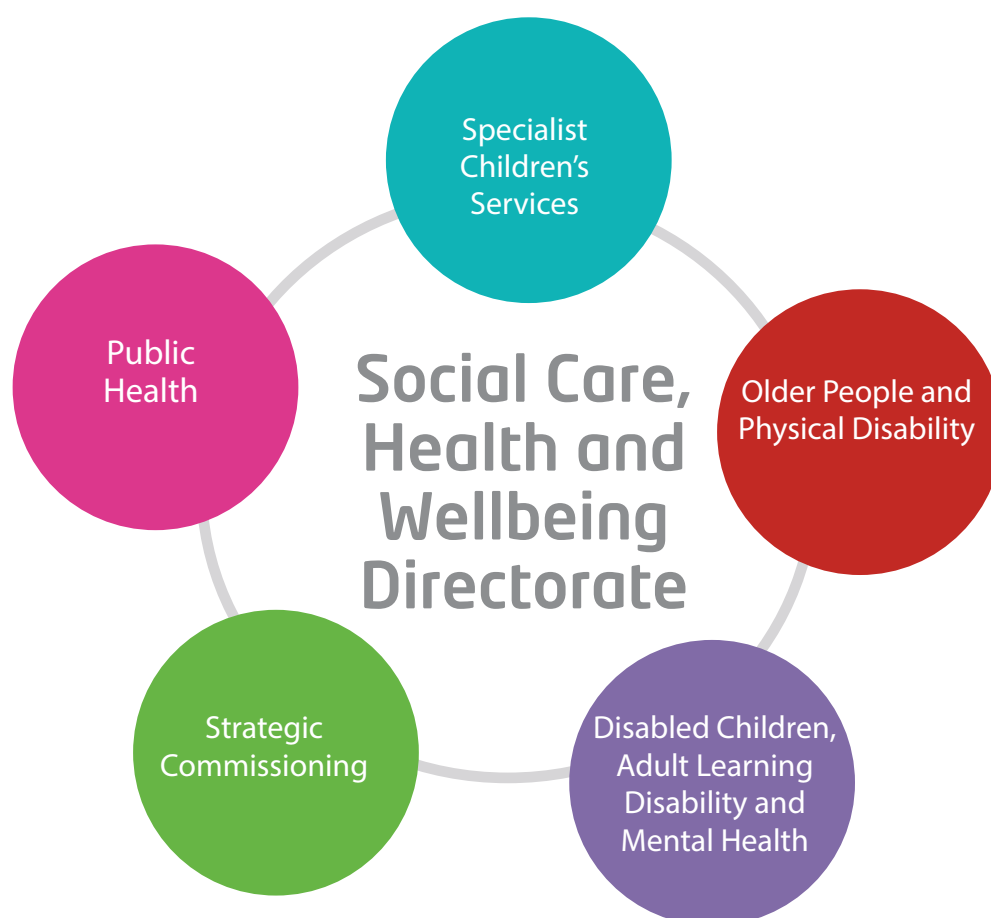 Specialist
Children’s
Services
Public
Health
Social Care,
Health and
Wellbeing
Directorate
Older People and
Physical Disability
Strategic
Commissioning
Disabled Children,
Adult Learning
Disability and
Mental Health